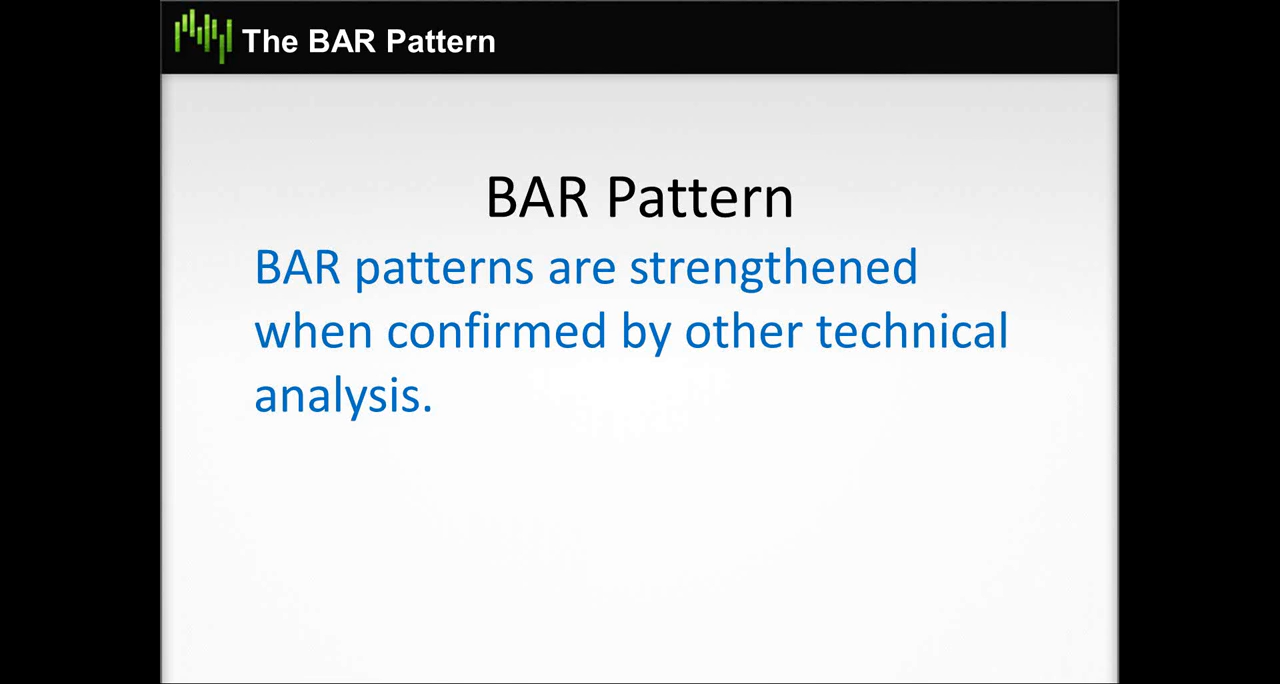 The BAR Pattern
BAR Pattern
BAR patterns are strengthened
when confirmed by other technical
analysis.